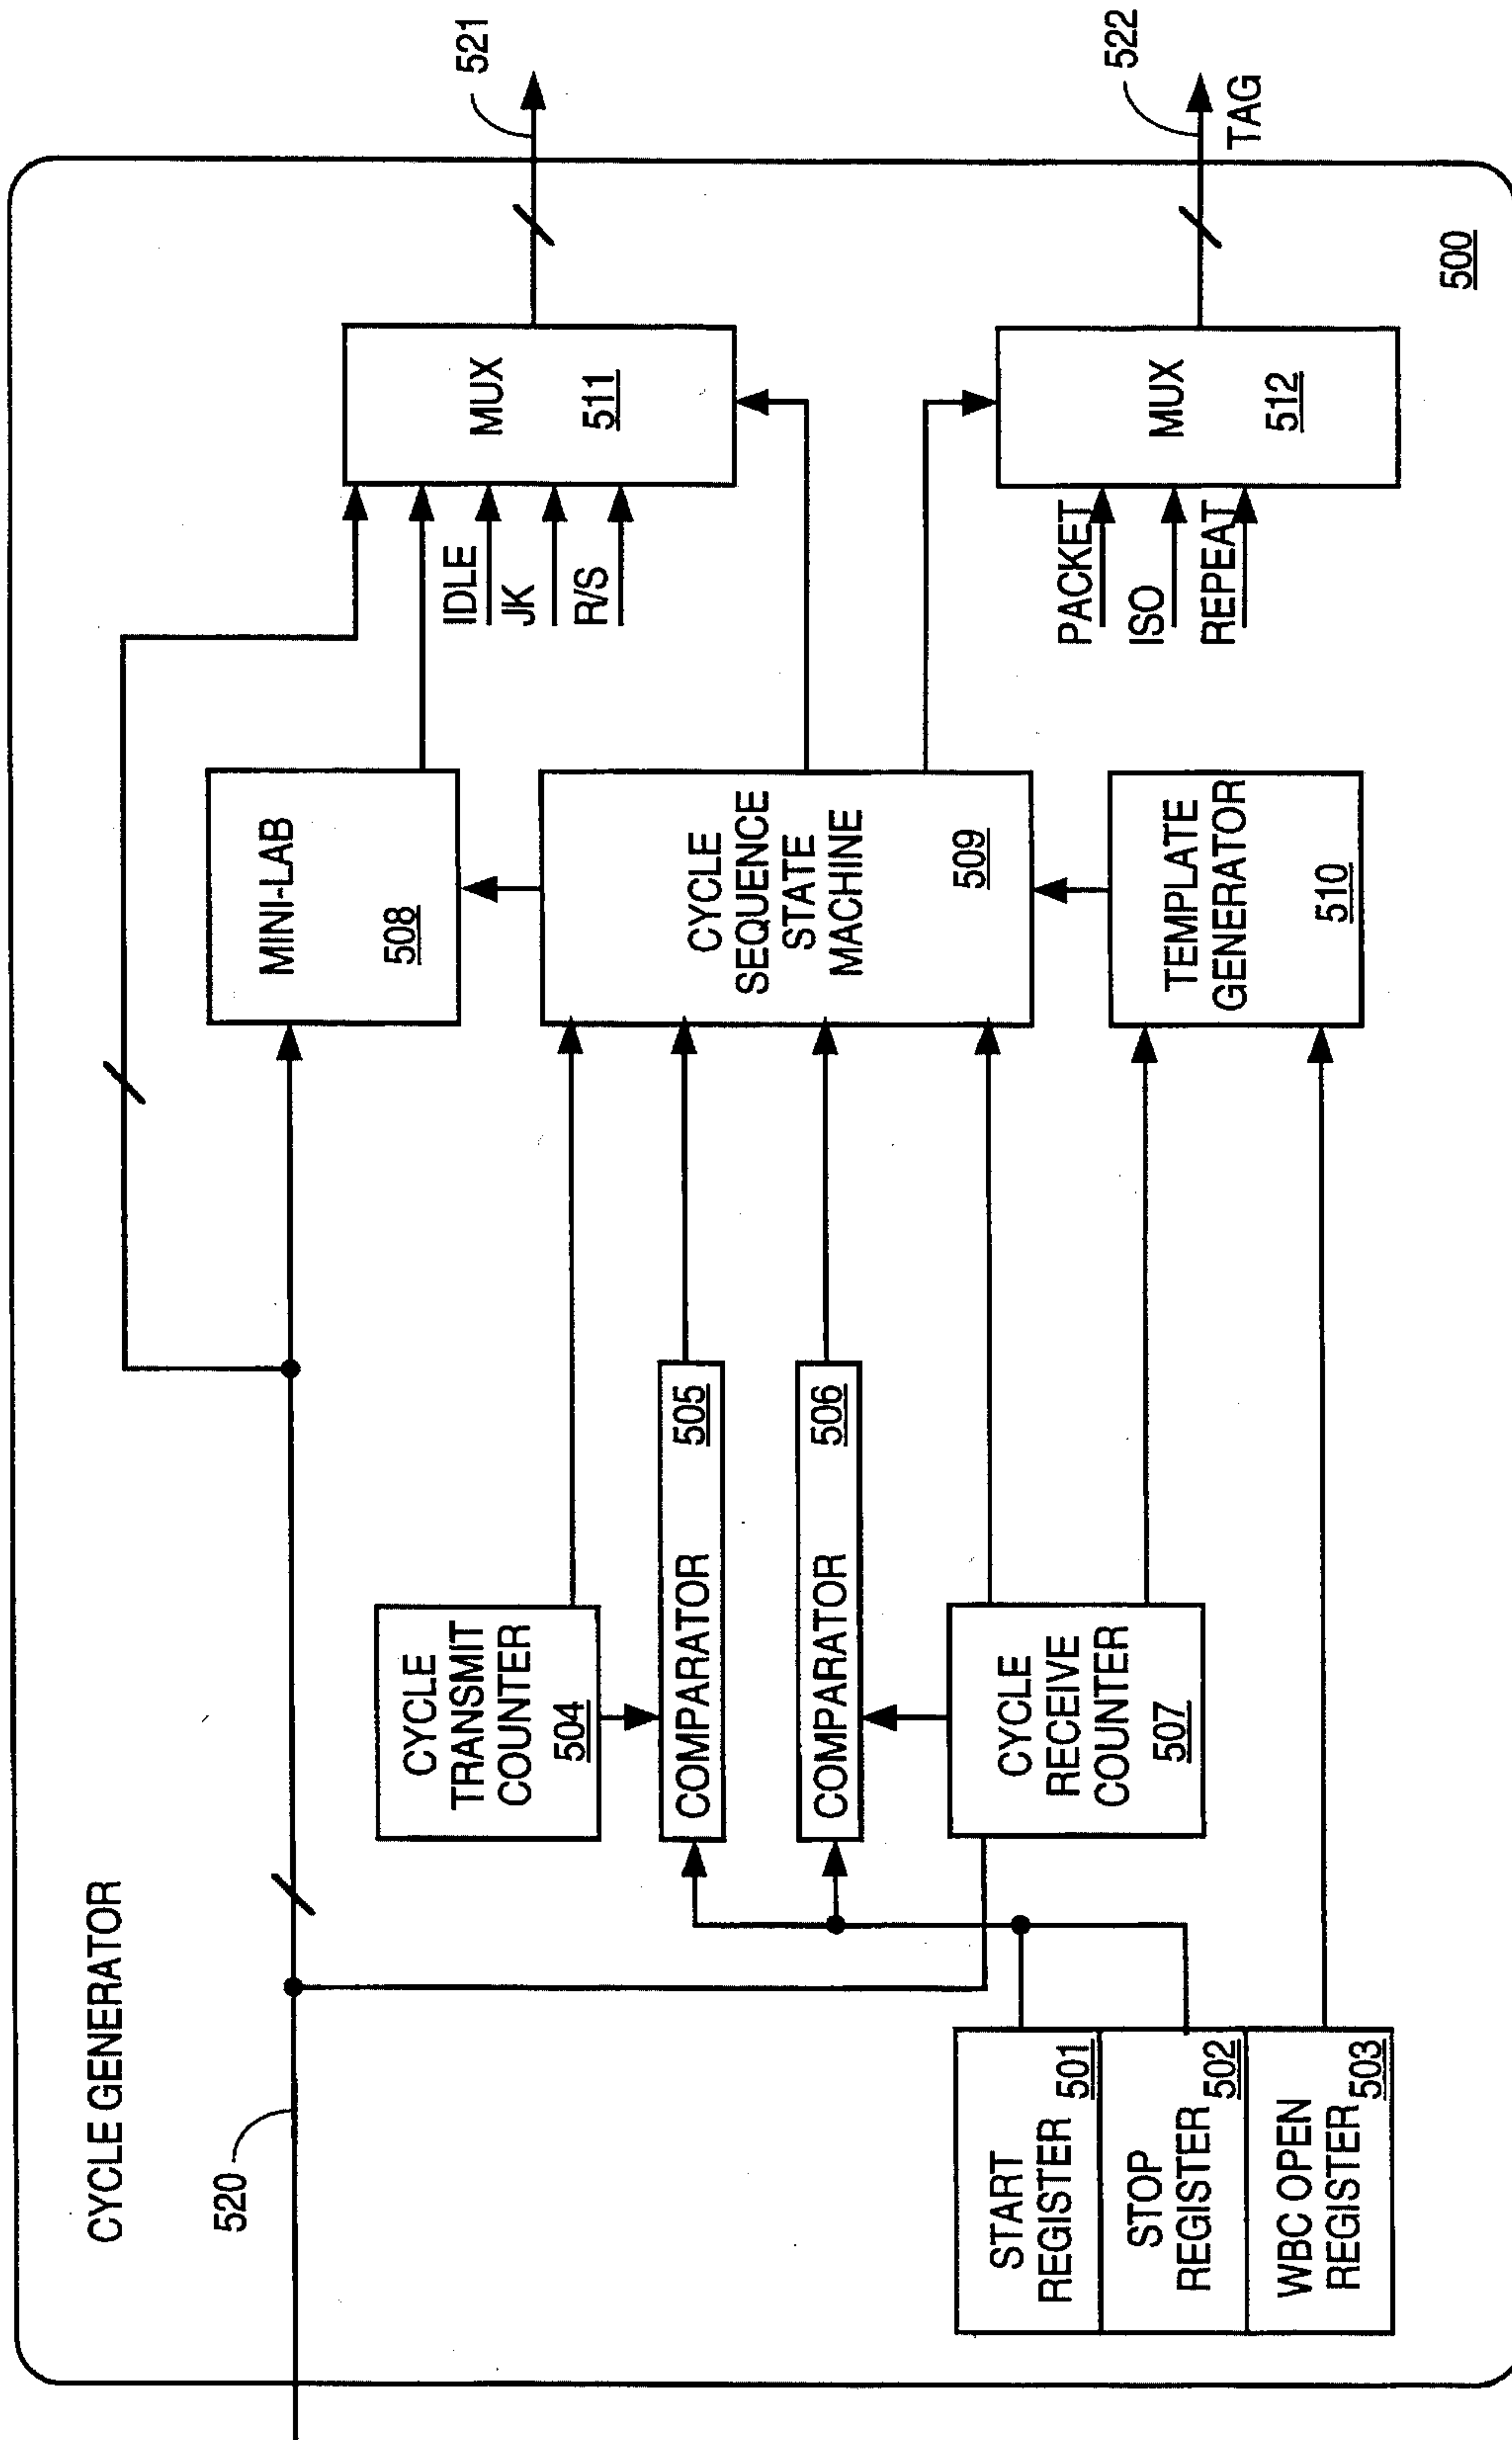 CYCLE GENERATOR
520
START
REGISTER
501
STOP
REGISTER
502
WBC OPEN
REGISTER
503
CYCLE
TRANSMIT
COUNTER
504
COMPARATOR 505
COMPARATOR 506
CYCLE
RECEIVE
COUNTER
507
MINI-LAB
508
CYCLE
SEQUENCE
STATE
MACHINE
509
TEMPLATE
GENERATOR
510
IDLE
JK
R/S
MUX
511
521
PACKET
ISO
REPEAT
MUX
512
522
TAG
500